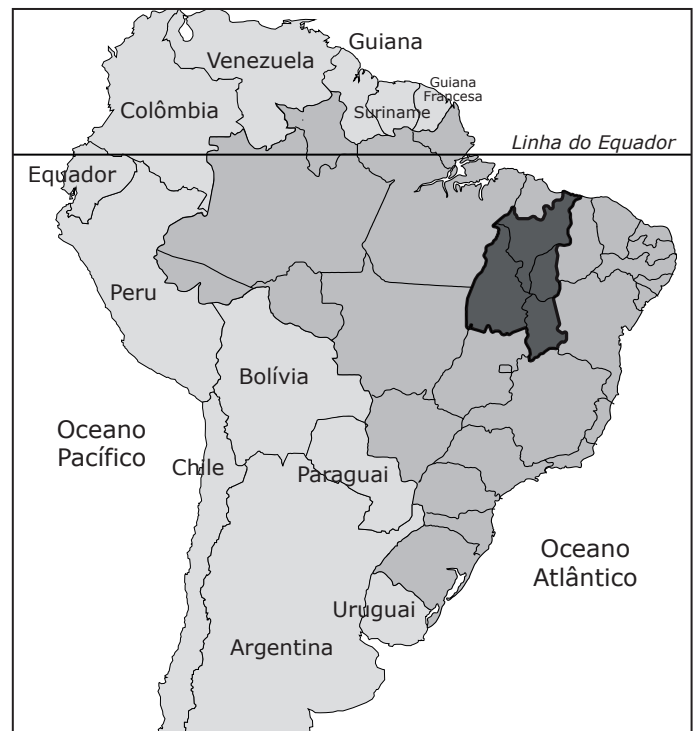 Guiana
Venezuela
Guiana
Francesa
Colômbia
Suriname
Linha do Equador
Equador
Peru
Bolívia
Oceano
Pacífico
Chile
Paraguai
Oceano
Atlântico
Uruguai
Argentina